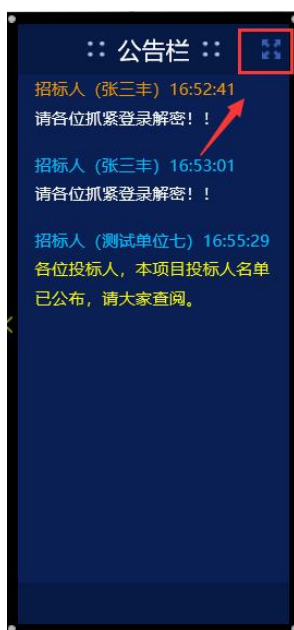 :: 公告栏 ::
招标人（张三丰）16:52:41
请各位抓紧登录解密！！
招标人（张三丰）16:53:01
请各位抓紧登录解密！！
招标人（测试单位七）16:55:29
各位投标人，本项目投标人名单
已公布，请大家查阅。